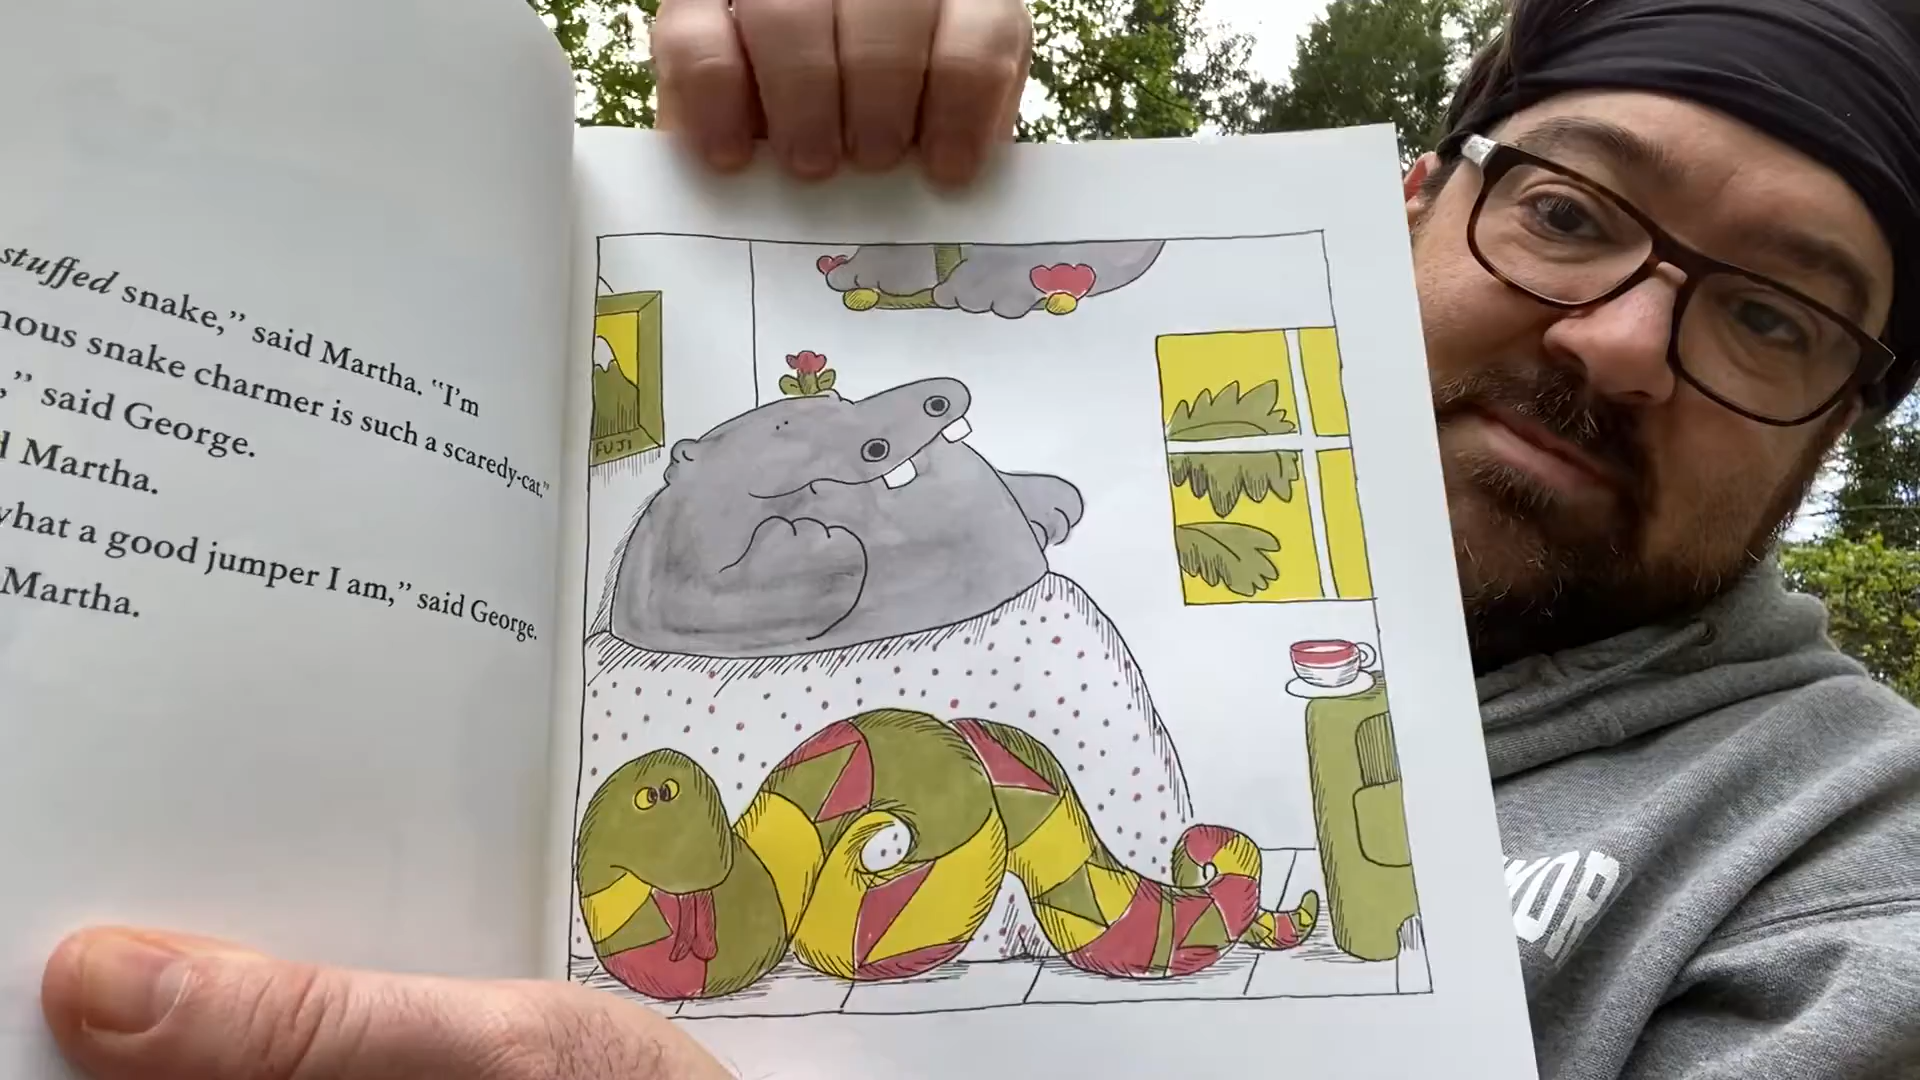 stuffed snake,” said Martha. “I’m
snake charmer is such a scaredy-cat.”
,” said George.
Martha.
what a good jumper I am,” said George.
Martha.
FUJI